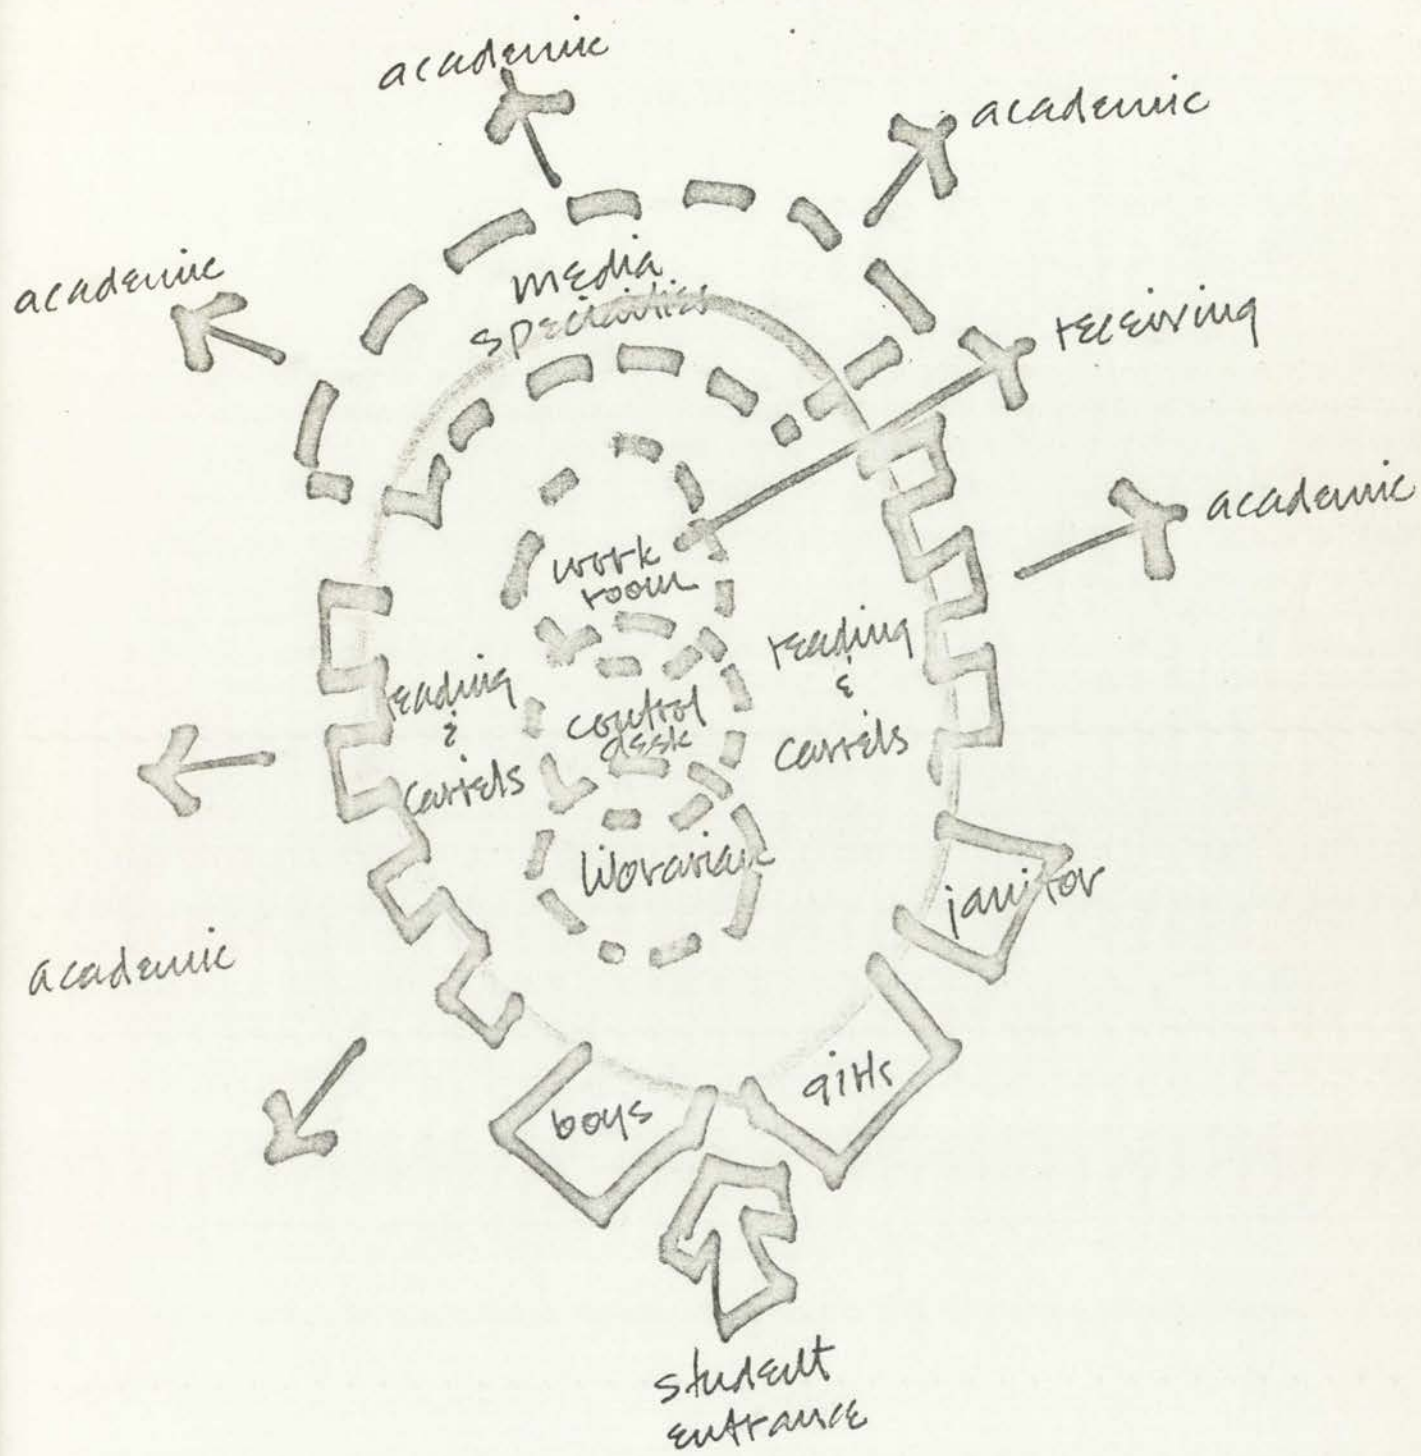 academic
academic
academic
media
specialties
receiving
academic
work
room
reading
&
carrels
reading
&
carrels
control
desk
librarian
janitor
academic
girls
boys
student
entrance